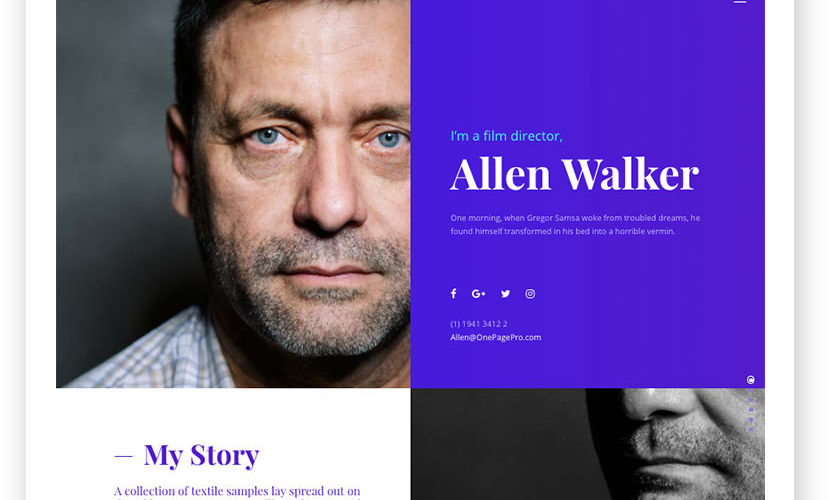 I'm a film director,
Allen Walker
One morning, when Gregor Samsa woke from troubled dreams, he
found himself transformed in his bed into a horrible vermin.
(1) 1941 3412 2
Allen@OnePagePro.com
— My Story
A collection of textile samples lay spread out on